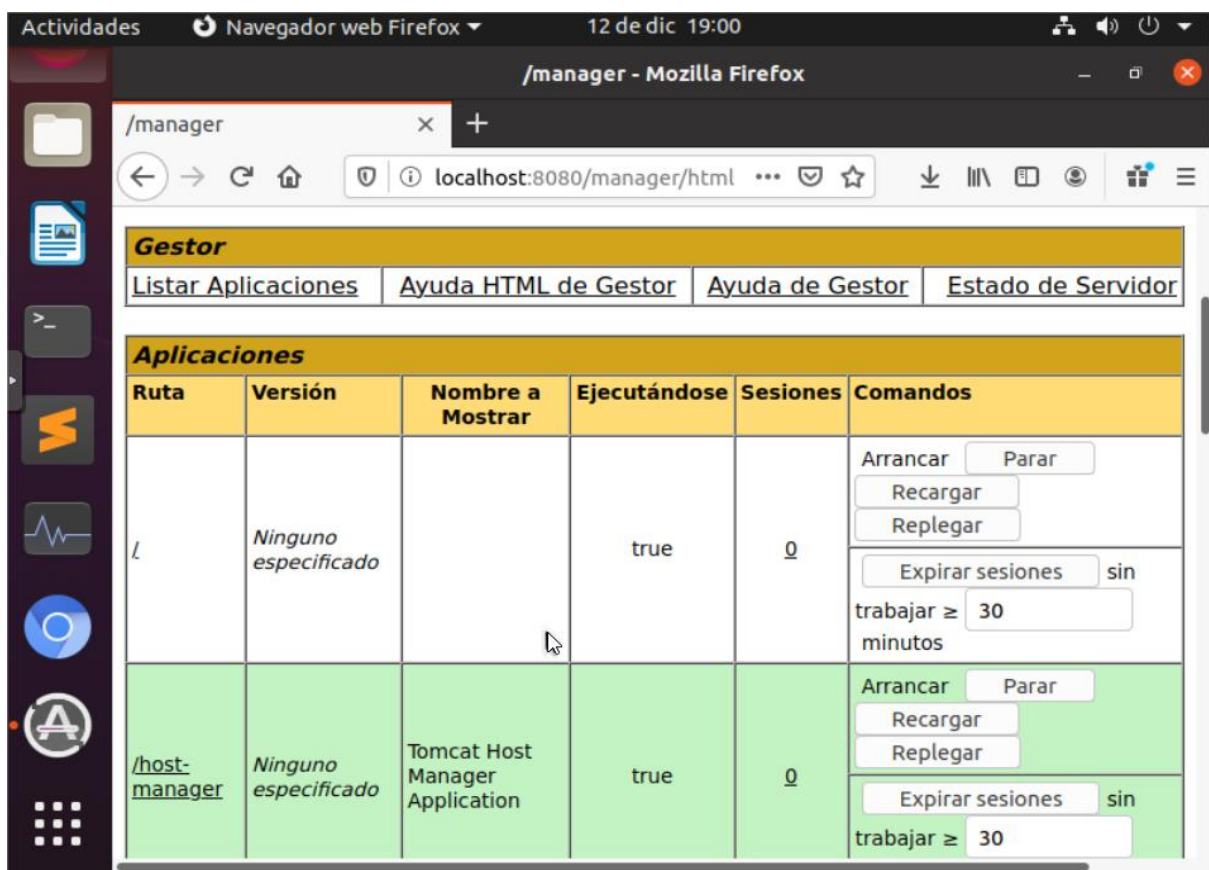 Actividades Navegador web Firefox 12 de dic 19:00
/manager - Mozilla Firefox
/manager
localhost:8080/manager/html
Gestor
Listar Aplicaciones Ayuda HTML de Gestor Ayuda de Gestor Estado de Servidor
Aplicaciones
Ruta Versión Nombre a Mostrar Ejecutándose Sesiones Comandos
/ Ninguno especificado true 0
Arrancar Parar
Recargar
Replegar
Expirar sesiones sin
trabajar ≥ 30
minutos
/host-manager Ninguno especificado Tomcat Host Manager Application true 0
Arrancar Parar
Recargar
Replegar
Expirar sesiones sin
trabajar ≥ 30